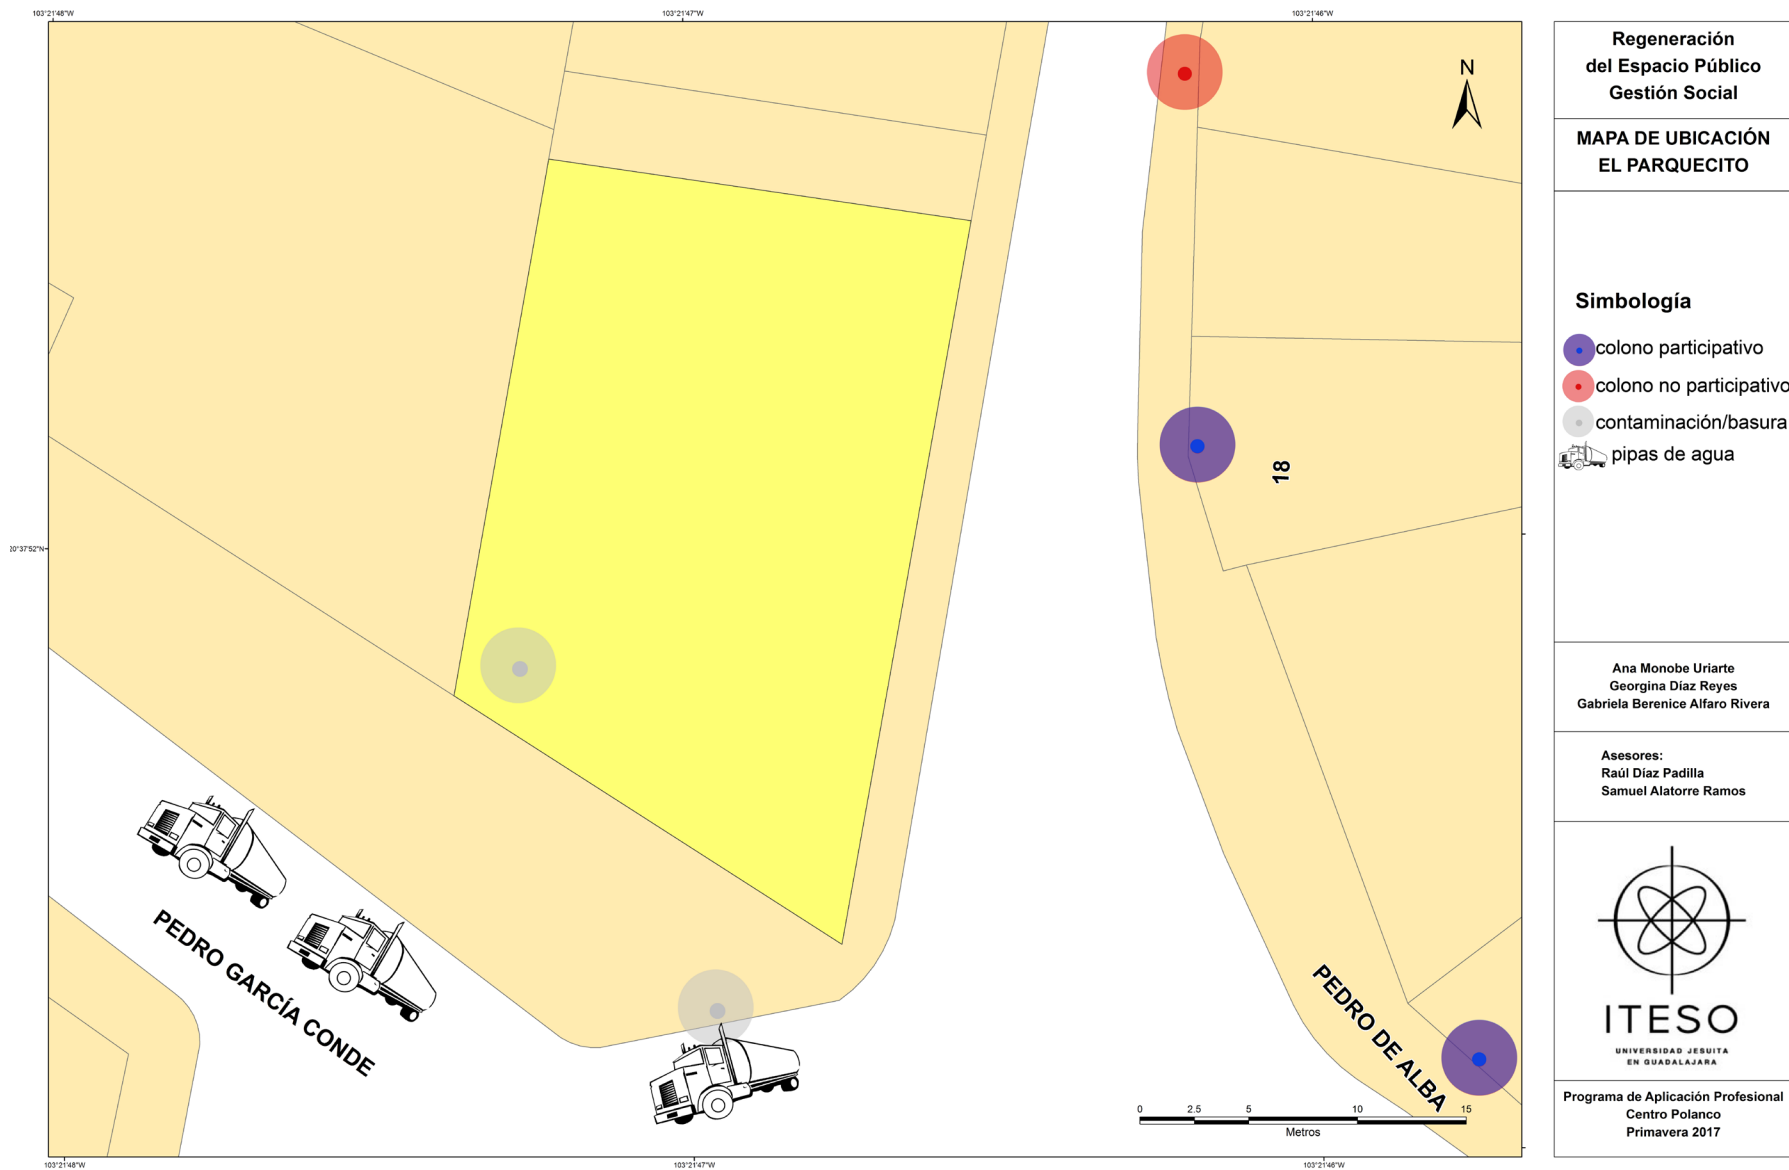 103°21'48"W
103°21'47"W
103°21'46"W
N
20°37'52"N
18
PEDRO GARCÍA CONDE
PEDRO DE ALBA
0 2.5 5 10 15
Metros
103°21'48"W
103°21'47"W
103°21'46"W
Regeneración
del Espacio Público
Gestión Social
MAPA DE UBICACIÓN
EL PARQUECITO
Simbología
colono participativo
colono no participativo
contaminación/basura
pipas de agua
Ana Monobe Uriarte
Georgina Díaz Reyes
Gabriela Berenice Alfaro Rivera
Asesores:
Raúl Díaz Padilla
Samuel Alatorre Ramos
ITESO
UNIVERSIDAD JESUITA
EN GUADALAJARA
Programa de Aplicación Profesional
Centro Polanco
Primavera 2017